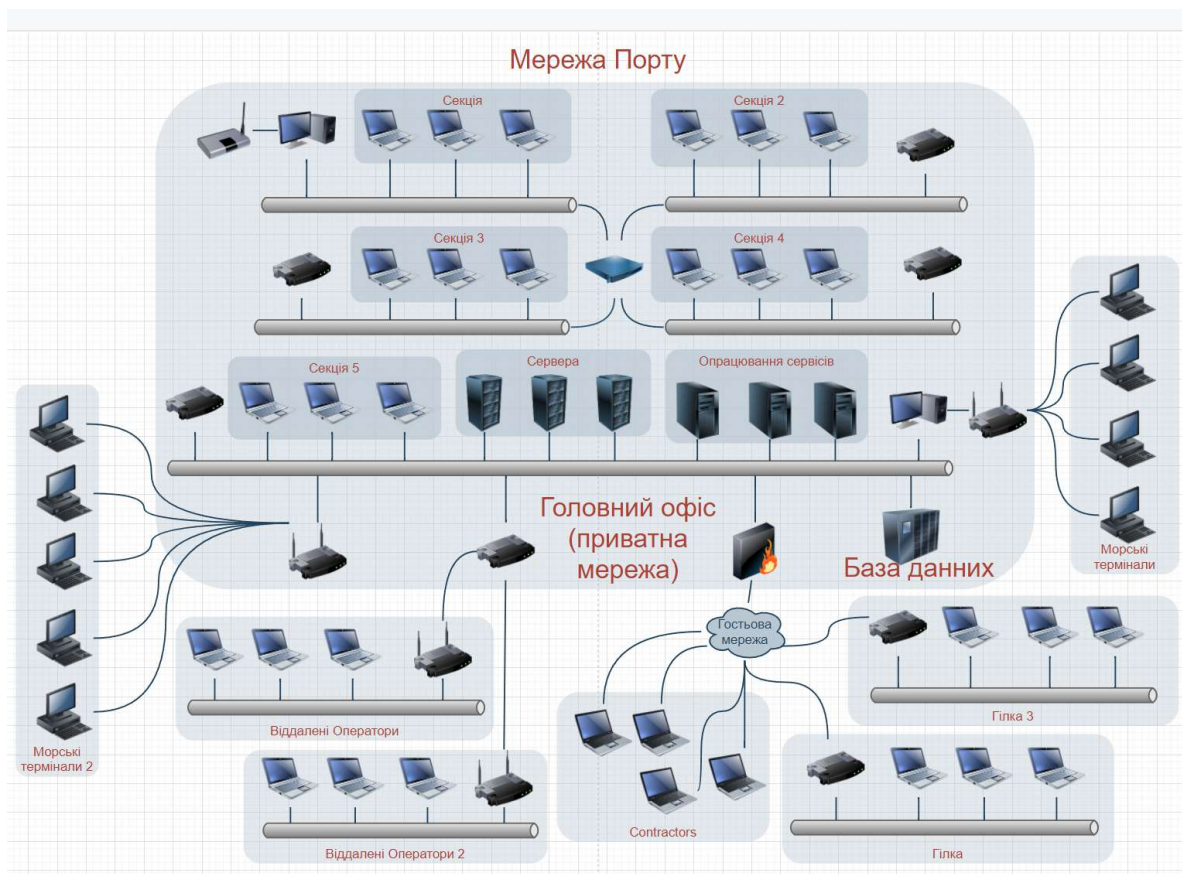 Мережа Порту
Секція
Секція 2
Секція 3
Секція 4
Секція 5
Сервера
Опрацювання сервісів
Головний офіс
(приватна
мережа)
База данних
Морські
термінали
Гостьова
мережа
Віддалені Оператори
Гілка 3
Морські
термінали 2
Віддалені Оператори 2
Contractors
Гілка